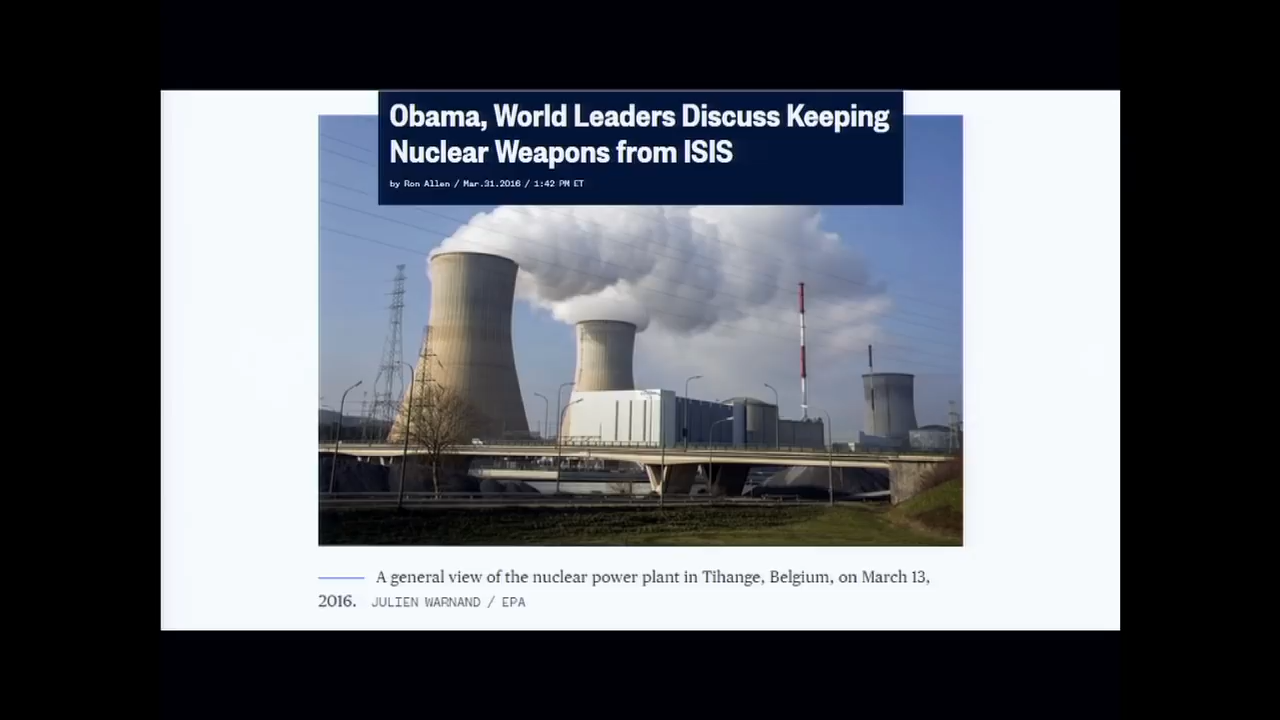 Obama, World Leaders Discuss Keeping
Nuclear Weapons from ISIS
by Ron Allen / Mar.31.2016 / 1:42 PM ET
A general view of the nuclear power plant in Tihange, Belgium, on March 13,
2016. JULIEN WARNAND / EPA